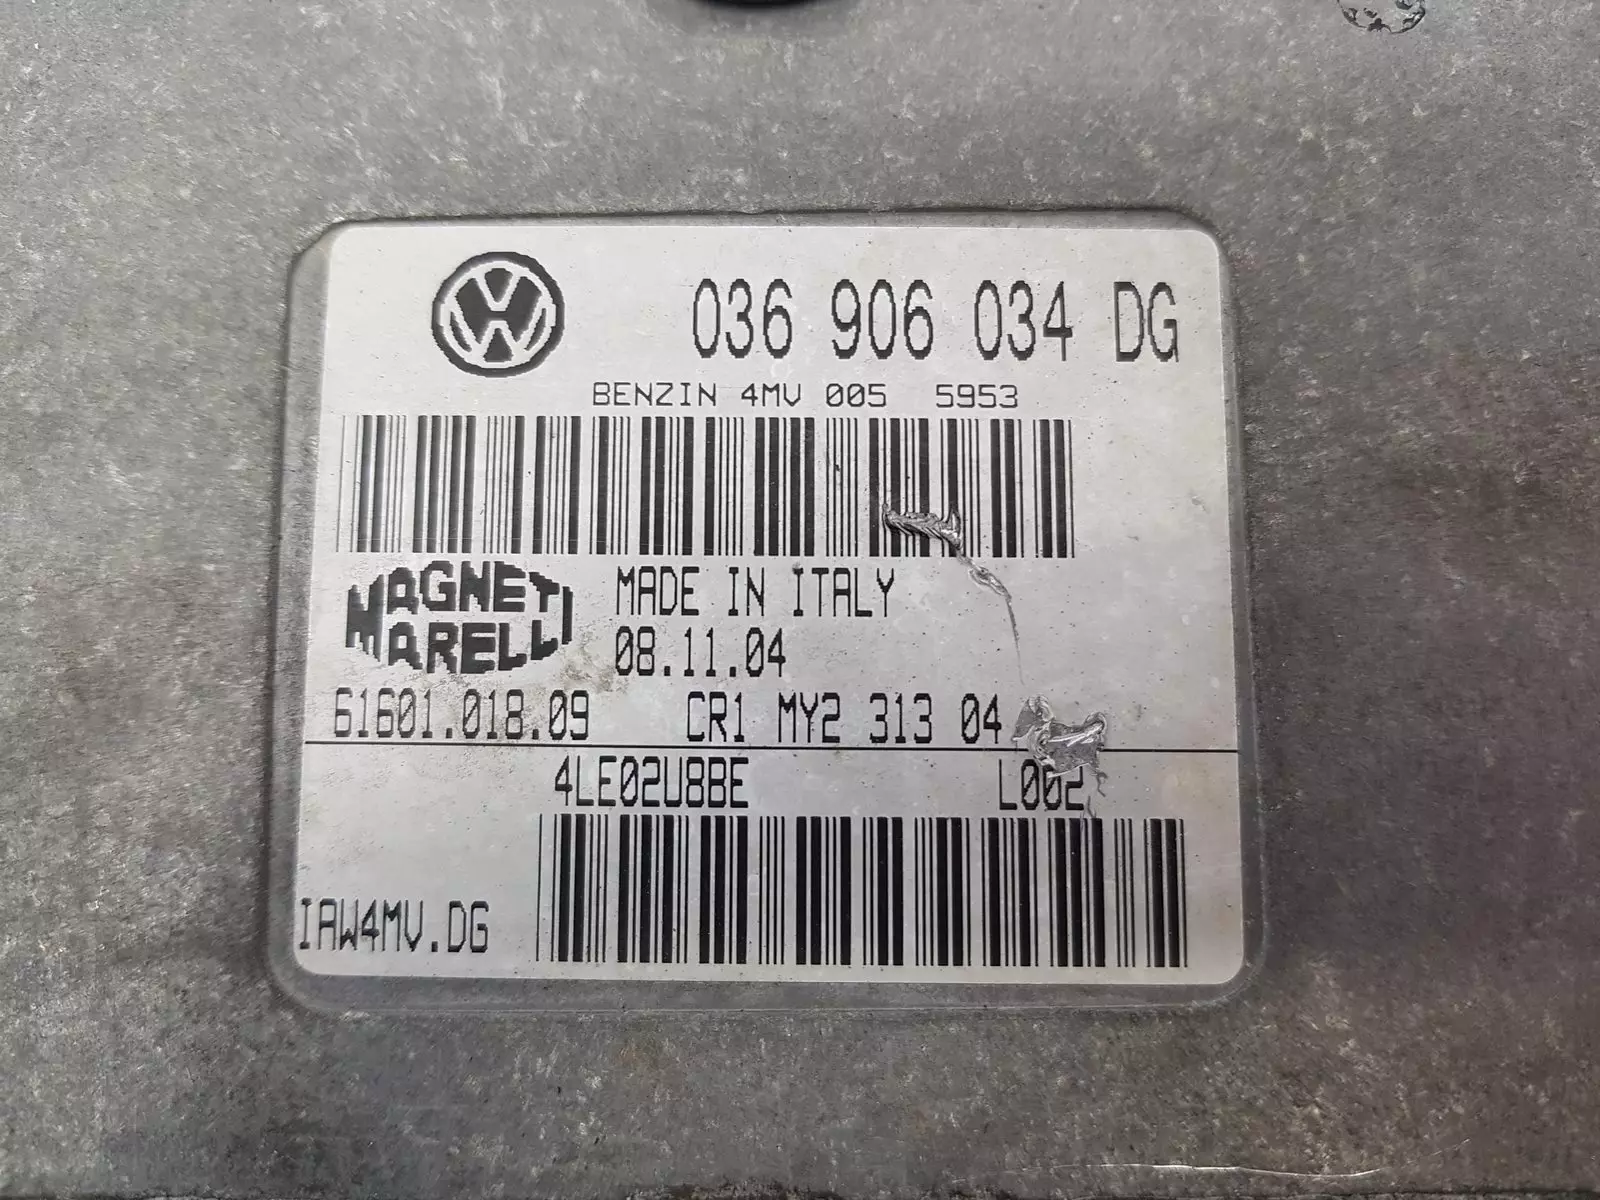 036 906 034 DG
BENZIN 4MV 005 5953
MAGNETI
MARELLI
MADE IN ITALY
08.11.04
61601.018.09 CR1 MY2 313 04
4LE02U8BE L002
IAW4MV.DG